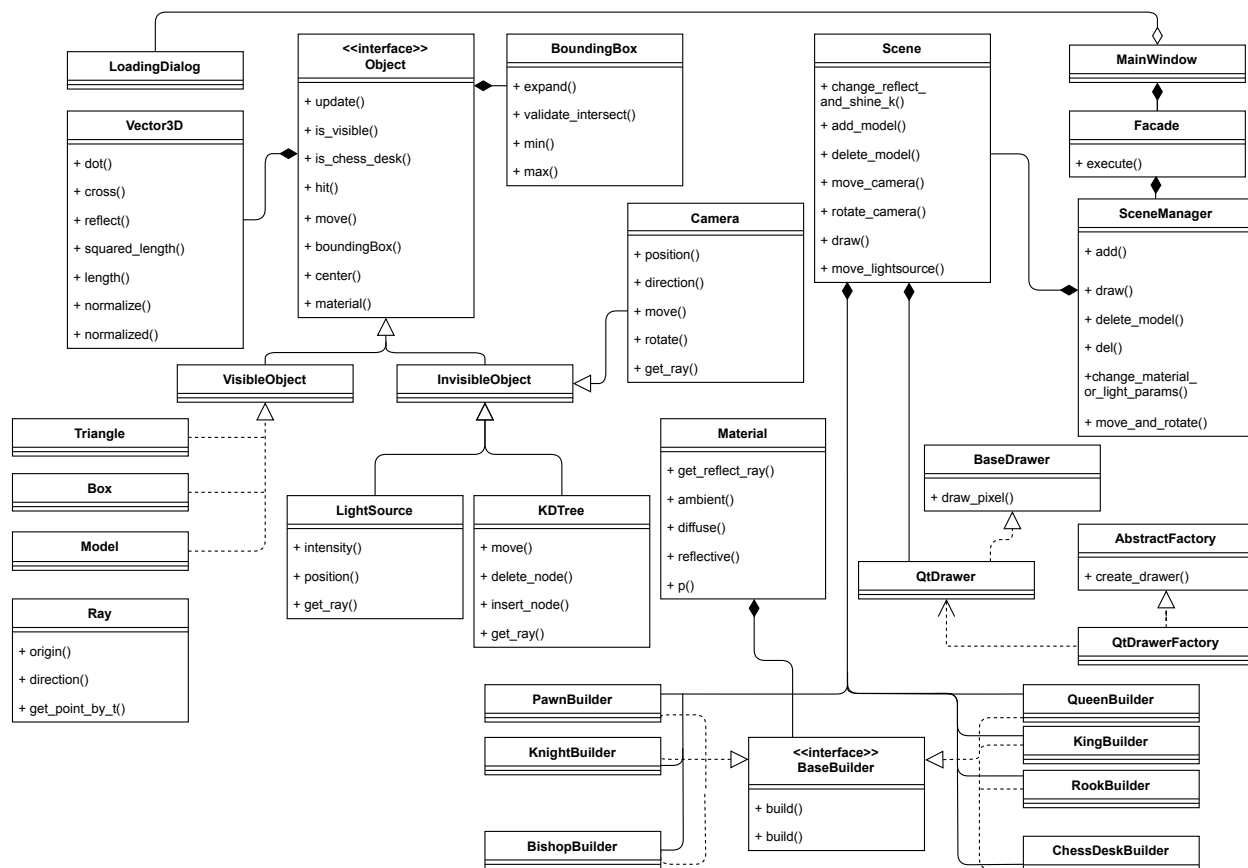 LoadingDialog
<<interface>>
Object
+ update()
+ is_visible()
+ is_chess_desk()
+ hit()
+ move()
+ boundingBox()
+ center()
+ material()
BoundingBox
+ expand()
+ validate_intersect()
+ min()
+ max()
Scene
+ change_reflect_
and_shine_k()
+ add_model()
+ delete_model()
+ move_camera()
+ rotate_camera()
+ draw()
+ move_lightsource()
MainWindow
Facade
+ execute()
SceneManager
+ add()
+ draw()
+ delete_model()
+ del()
+change_material_
or_light_params()
+ move_and_rotate()
Vector3D
+ dot()
+ cross()
+ reflect()
+ squared_length()
+ length()
+ normalize()
+ normalized()
Camera
+ position()
+ direction()
+ move()
+ rotate()
+ get_ray()
VisibleObject
InvisibleObject
Triangle
Box
Model
Ray
+ origin()
+ direction()
+ get_point_by_t()
LightSource
+ intensity()
+ position()
+ get_ray()
KDTree
+ move()
+ delete_node()
+ insert_node()
+ get_ray()
Material
+ get_reflect_ray()
+ ambient()
+ diffuse()
+ reflective()
+ p()
BaseDrawer
+ draw_pixel()
QtDrawer
AbstractFactory
+ create_drawer()
QtDrawerFactory
PawnBuilder
KnightBuilder
BishopBuilder
<<interface>>
BaseBuilder
+ build()
+ build()
QueenBuilder
KingBuilder
RookBuilder
ChessDeskBuilder